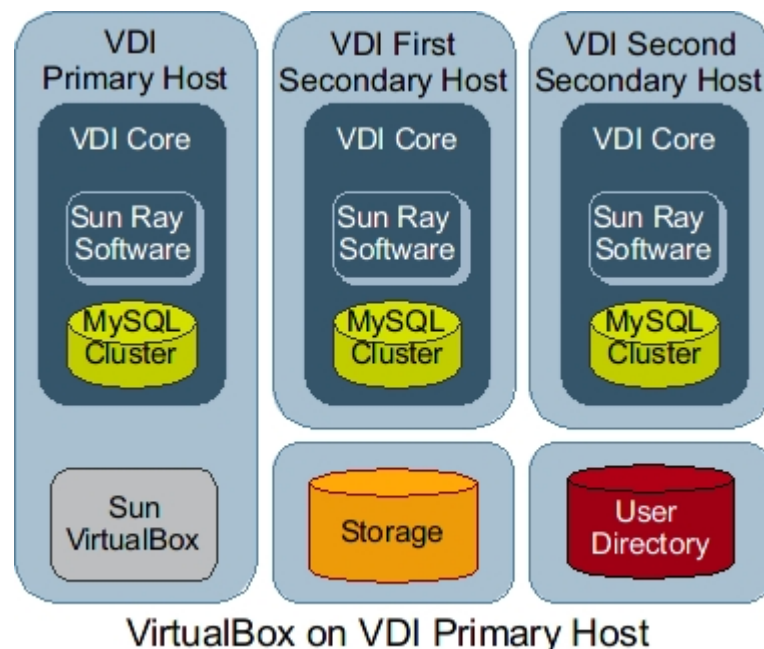 VDI
Primary Host
VDI Core
Sun Ray
Software
MySQL
Cluster
Sun
VirtualBox
VDI First
Secondary Host
VDI Core
Sun Ray
Software
MySQL
Cluster
Storage
VDI Second
Secondary Host
VDI Core
Sun Ray
Software
MySQL
Cluster
User
Directory
VirtualBox on VDI Primary Host